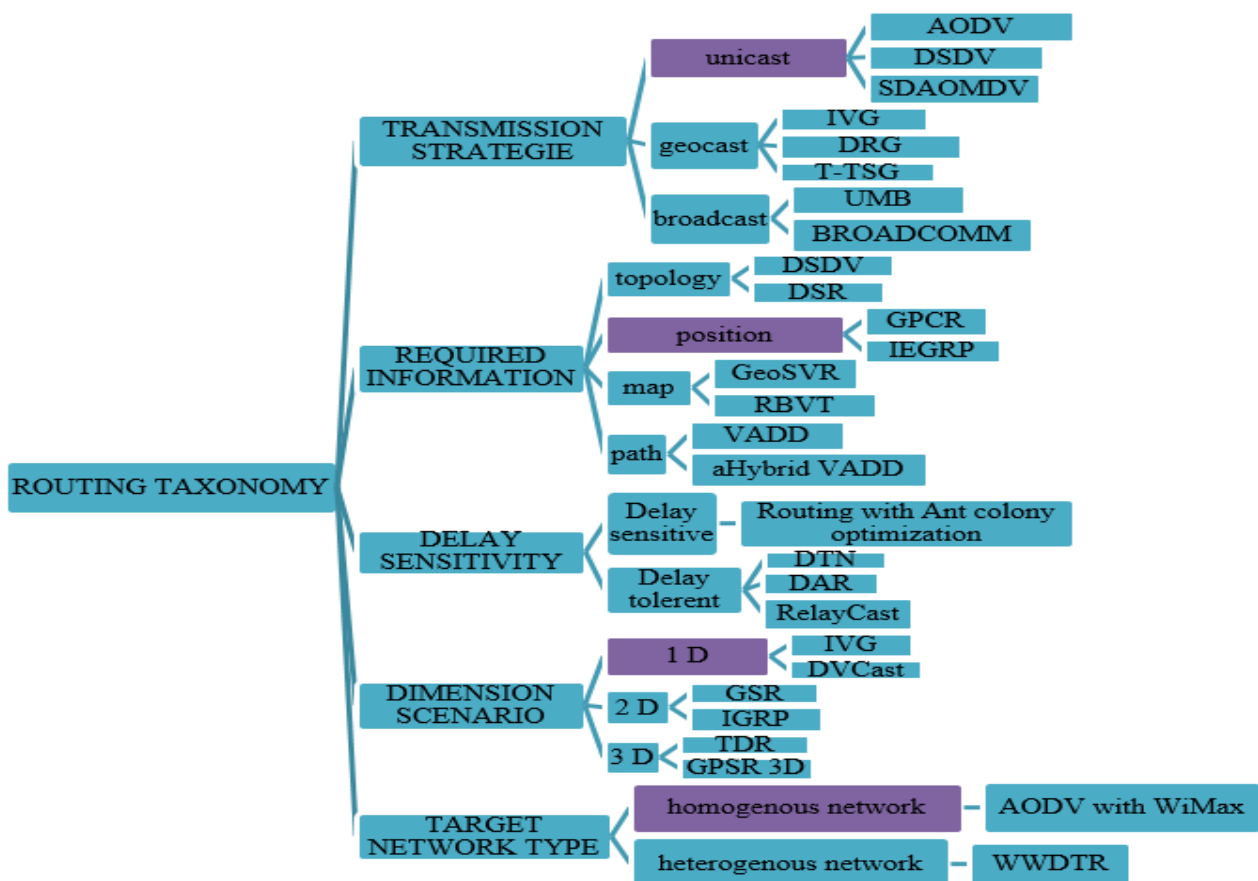 ROUTING TAXONOMY
TRANSMISSION
STRATEGIE
unicast
AODV
DSDV
SDAOMDV
geocast
IVG
DRG
T-TSG
broadcast
UMB
BROADCOMM
REQUIRED
INFORMATION
topology
DSDV
DSR
position
GPCR
IEGRP
map
GeoSVR
RBVT
path
VADD
aHybrid VADD
DELAY
SENSITIVITY
Delay
sensitive
Routing with Ant colony
optimization
Delay
tolerent
DTN
DAR
RelayCast
DIMENSION
SCENARIO
1 D
IVG
DVCast
2 D
GSR
IGRP
3 D
TDR
GPSR 3D
TARGET
NETWORK TYPE
homogenous network
AODV with WiMax
heterogenous network
WWDTR